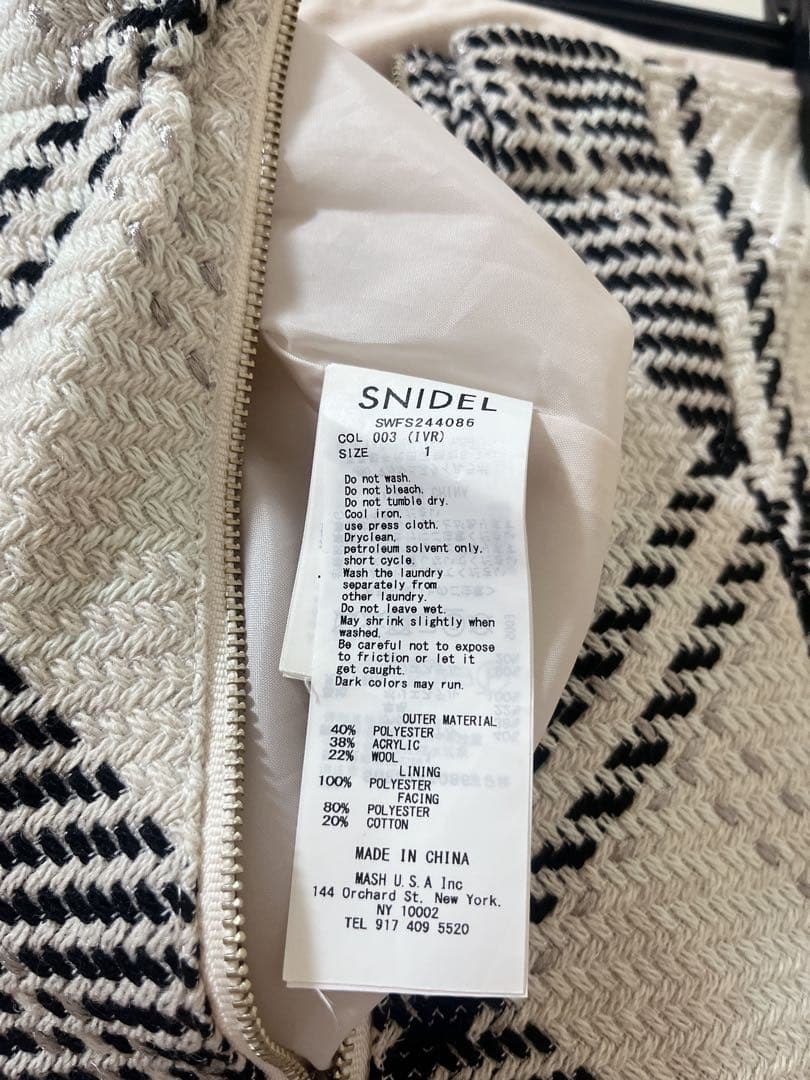 SNIDEL
SWFS244086
COL 003 (IVR)
SIZE 1
Do not wash.
Do not bleach,
Do not tumble dry.
Cool iron,
use press cloth.
Dryclean,
petroleum solvent only.
short cycle.
Wash the laundry
separately from
other laundry.
Do not leave wet.
May shrink slightly when
washed.
Be careful not to expose
to friction or let it
get caught.
Dark colors may run.
OUTER MATERIAL
40% POLYESTER
38% ACRYLIC
22% WOOL
LINING
100% POLYESTER
FACING
80% POLYESTER
20% COTTON
MADE IN CHINA
MASH U.S.A Inc
144 Orchard St. New York.
NY 10002
TEL 917 409 5520